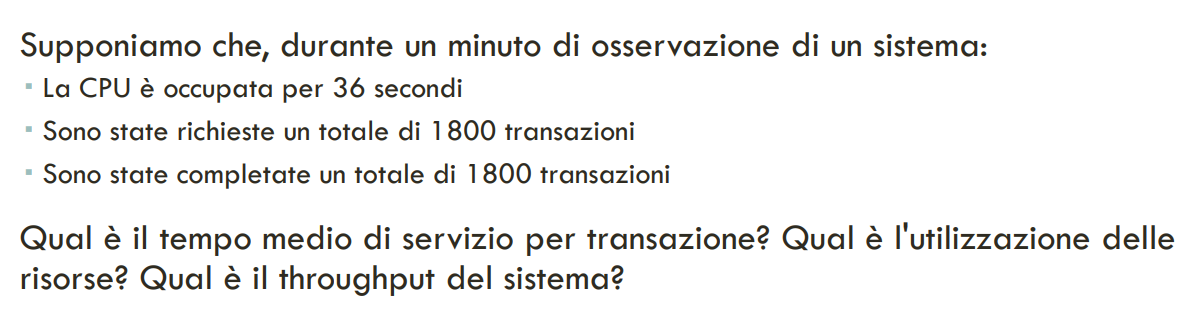 Supponiamo che, durante un minuto di osservazione di un sistema:
▪ La CPU è occupata per 36 secondi
▪ Sono state richieste un totale di 1800 transazioni
▪ Sono state completate un totale di 1800 transazioni
Qual è il tempo medio di servizio per transazione? Qual è l'utilizzazione delle
risorse? Qual è il throughput del sistema?